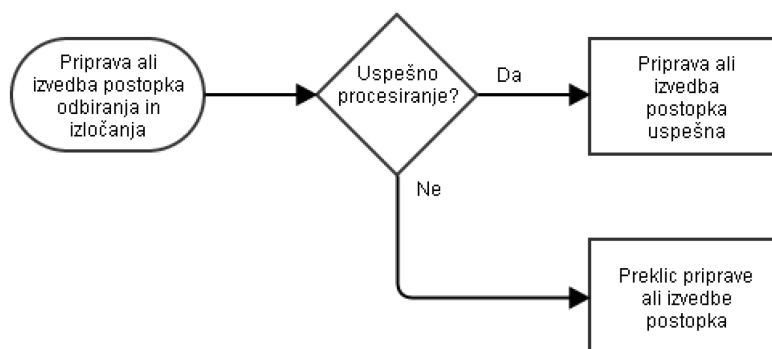 Priprava ali
izvedba postopka
odbiranja in
izločanja
Uspešno
procesiranje?
Da
Priprava ali
izvedba
postopka
uspešna
Ne
Preklic priprave
ali izvedbe
postopka